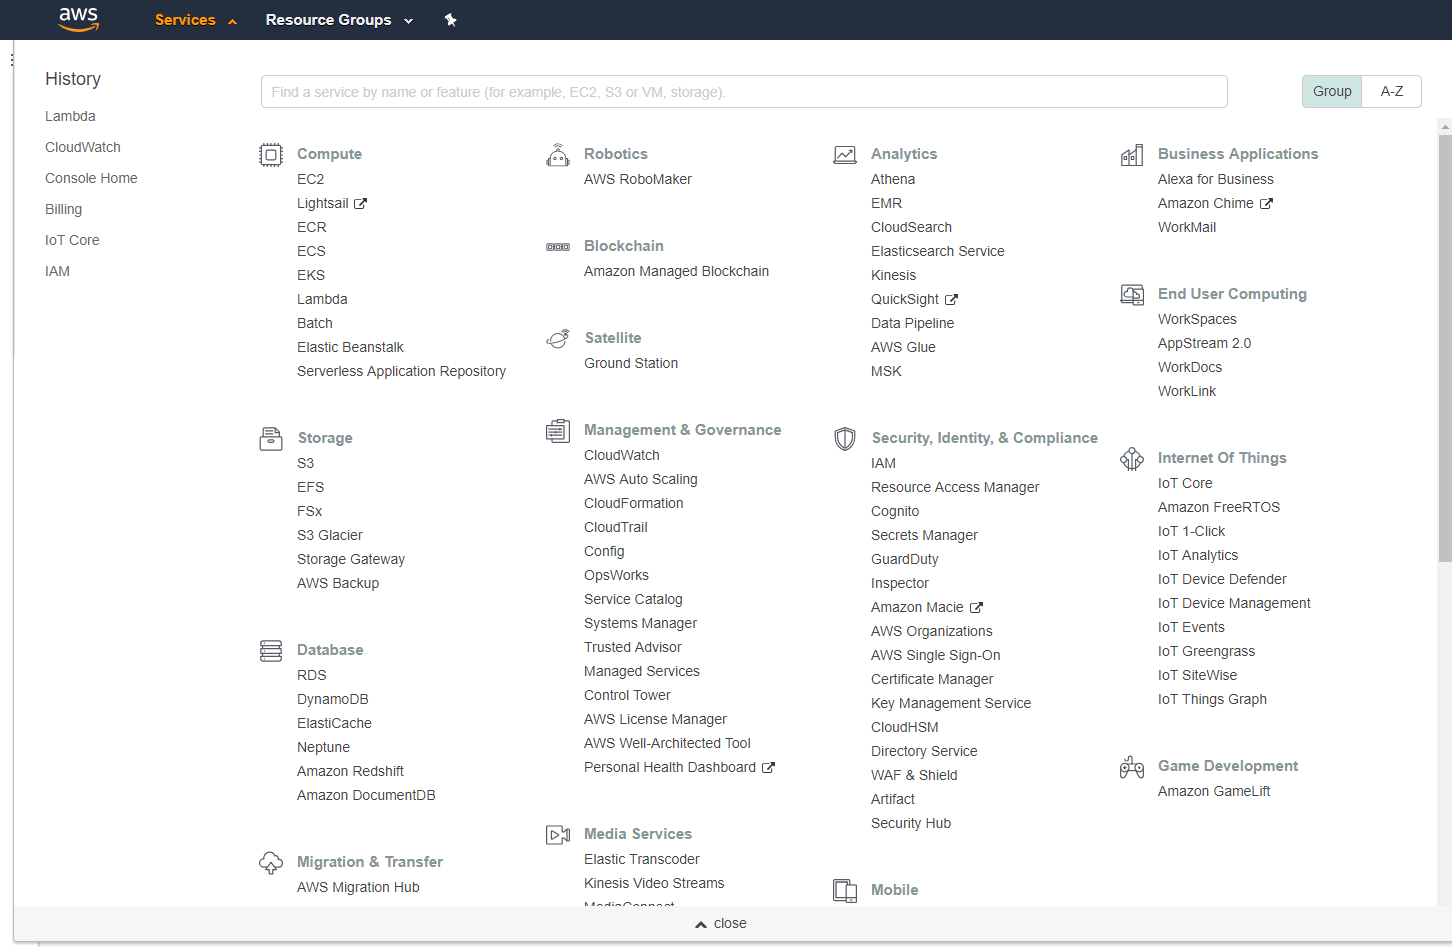 aws
Services
Resource Groups
History
Lambda
CloudWatch
Console Home
Billing
IoT Core
IAM
Find a service by name or feature (for example, EC2, S3 or VM, storage).
Group
A-Z
Compute
EC2
Lightsail
ECR
ECS
EKS
Lambda
Batch
Elastic Beanstalk
Serverless Application Repository
Storage
S3
EFS
FSx
S3 Glacier
Storage Gateway
AWS Backup
Database
RDS
DynamoDB
ElastiCache
Neptune
Amazon Redshift
Amazon DocumentDB
Migration & Transfer
AWS Migration Hub
Robotics
AWS RoboMaker
Blockchain
Amazon Managed Blockchain
Satellite
Ground Station
Management & Governance
CloudWatch
AWS Auto Scaling
CloudFormation
CloudTrail
Config
OpsWorks
Service Catalog
Systems Manager
Trusted Advisor
Managed Services
Control Tower
AWS License Manager
AWS Well-Architected Tool
Personal Health Dashboard
Media Services
Elastic Transcoder
Kinesis Video Streams
MediaConnect
Analytics
Athena
EMR
CloudSearch
Elasticsearch Service
Kinesis
QuickSight
Data Pipeline
AWS Glue
MSK
Security, Identity, & Compliance
IAM
Resource Access Manager
Cognito
Secrets Manager
GuardDuty
Inspector
Amazon Macie
AWS Organizations
AWS Single Sign-On
Certificate Manager
Key Management Service
CloudHSM
Directory Service
WAF & Shield
Artifact
Security Hub
Mobile
Business Applications
Alexa for Business
Amazon Chime
WorkMail
End User Computing
WorkSpaces
AppStream 2.0
WorkDocs
WorkLink
Internet Of Things
IoT Core
Amazon FreeRTOS
IoT 1-Click
IoT Analytics
IoT Device Defender
IoT Device Management
IoT Events
IoT Greengrass
IoT SiteWise
IoT Things Graph
Game Development
Amazon GameLift
close